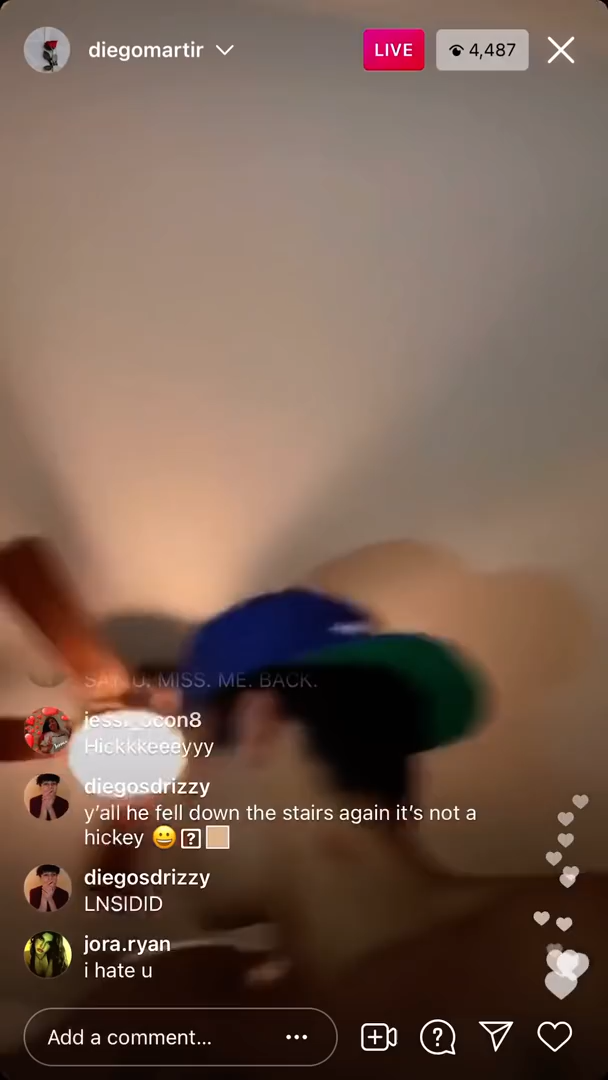 diegomartir
LIVE
4,487
SAY. U. MISS. ME. BACK.
Hickkkeeeyyy
diegosdrizzy
y'all he fell down the stairs again it's not a
hickey 😀
diegosdrizzy
LNSIDID
jora.ryan
i hate u
Add a comment...